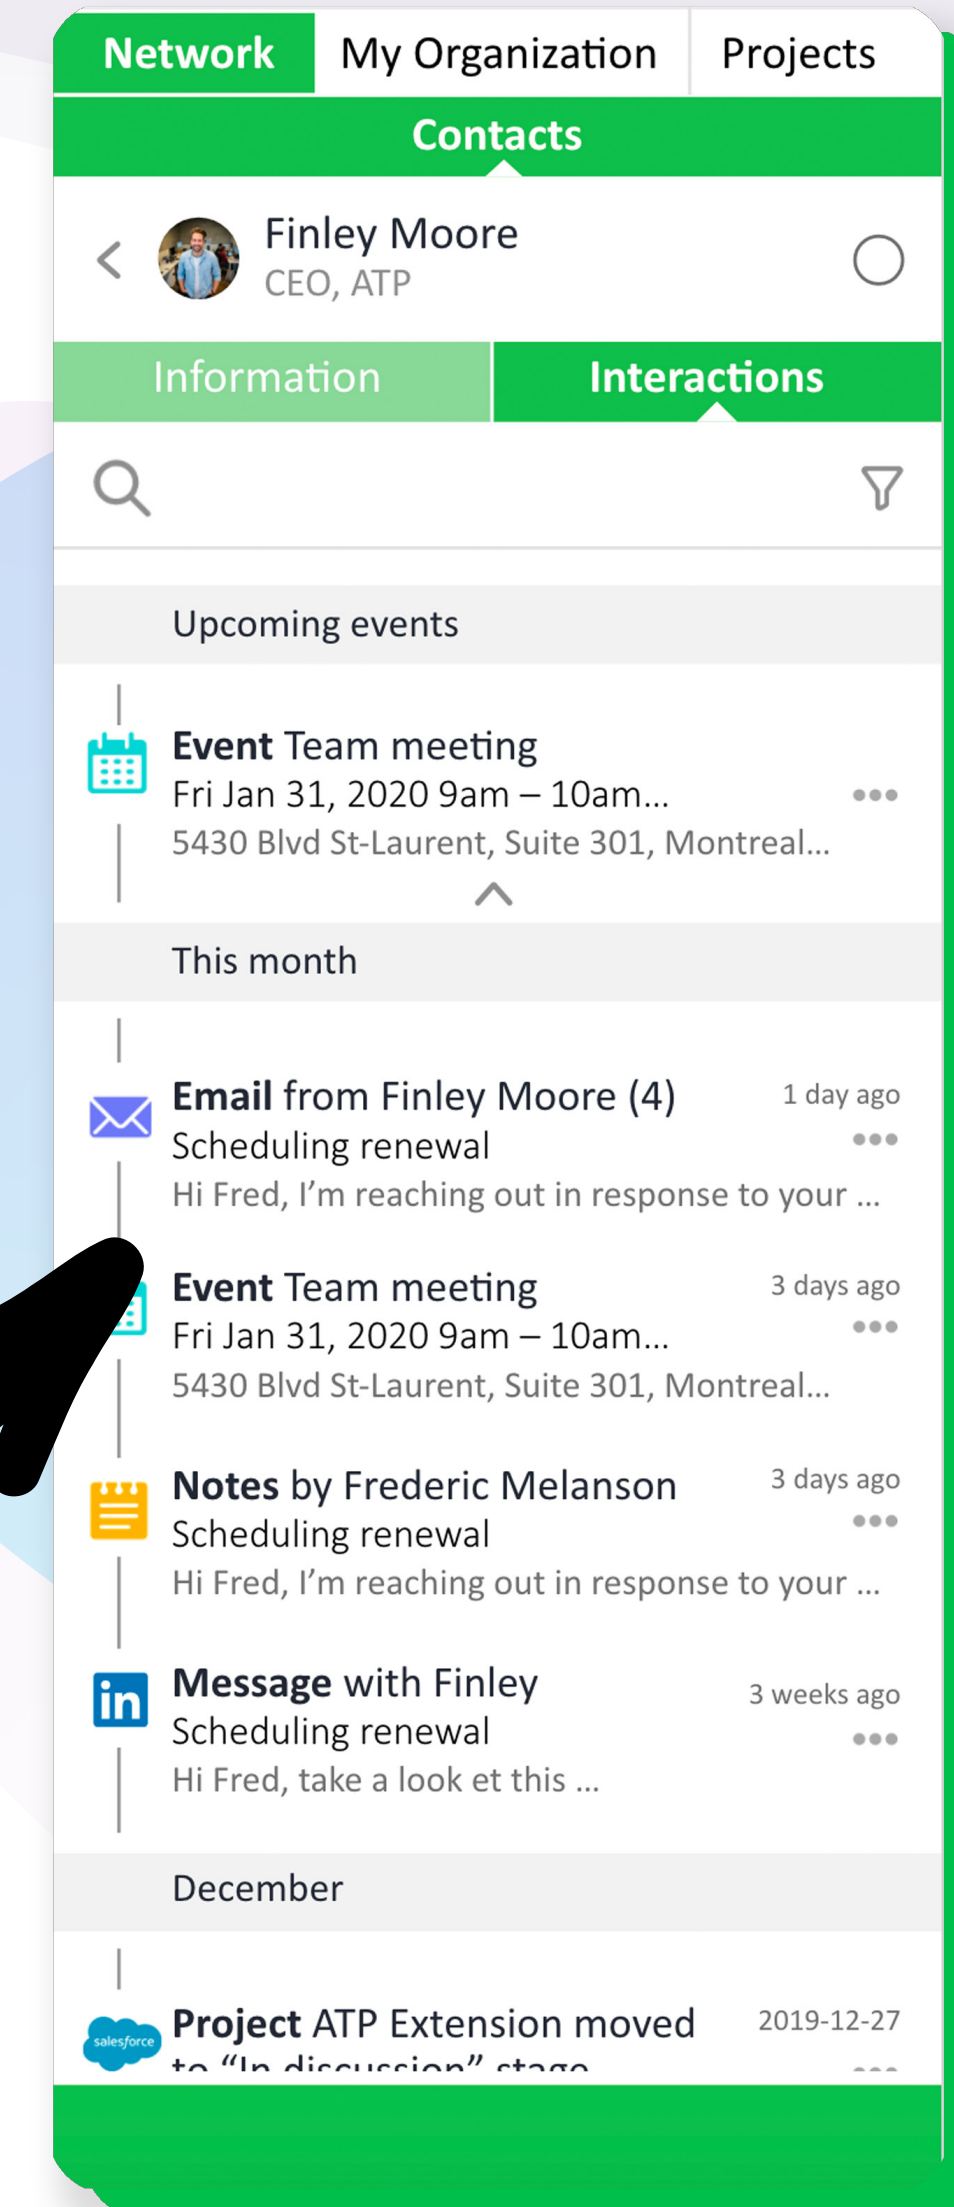 Network My Organization Projects
Contacts
Finley Moore
CEO, ATP
Information Interactions
Upcoming events
Event Team meeting
Fri Jan 31, 2020 9am – 10am...
5430 Blvd St-Laurent, Suite 301, Montreal...
This month
Email from Finley Moore (4) 1 day ago
Scheduling renewal
Hi Fred, I’m reaching out in response to your ...
Event Team meeting 3 days ago
Fri Jan 31, 2020 9am – 10am...
5430 Blvd St-Laurent, Suite 301, Montreal...
Notes by Frederic Melanson 3 days ago
Scheduling renewal
Hi Fred, I’m reaching out in response to your ...
in Message with Finley 3 weeks ago
Scheduling renewal
Hi Fred, take a look et this ...
December
salesforce Project ATP Extension moved 2019-12-27
to “In discussion” stage